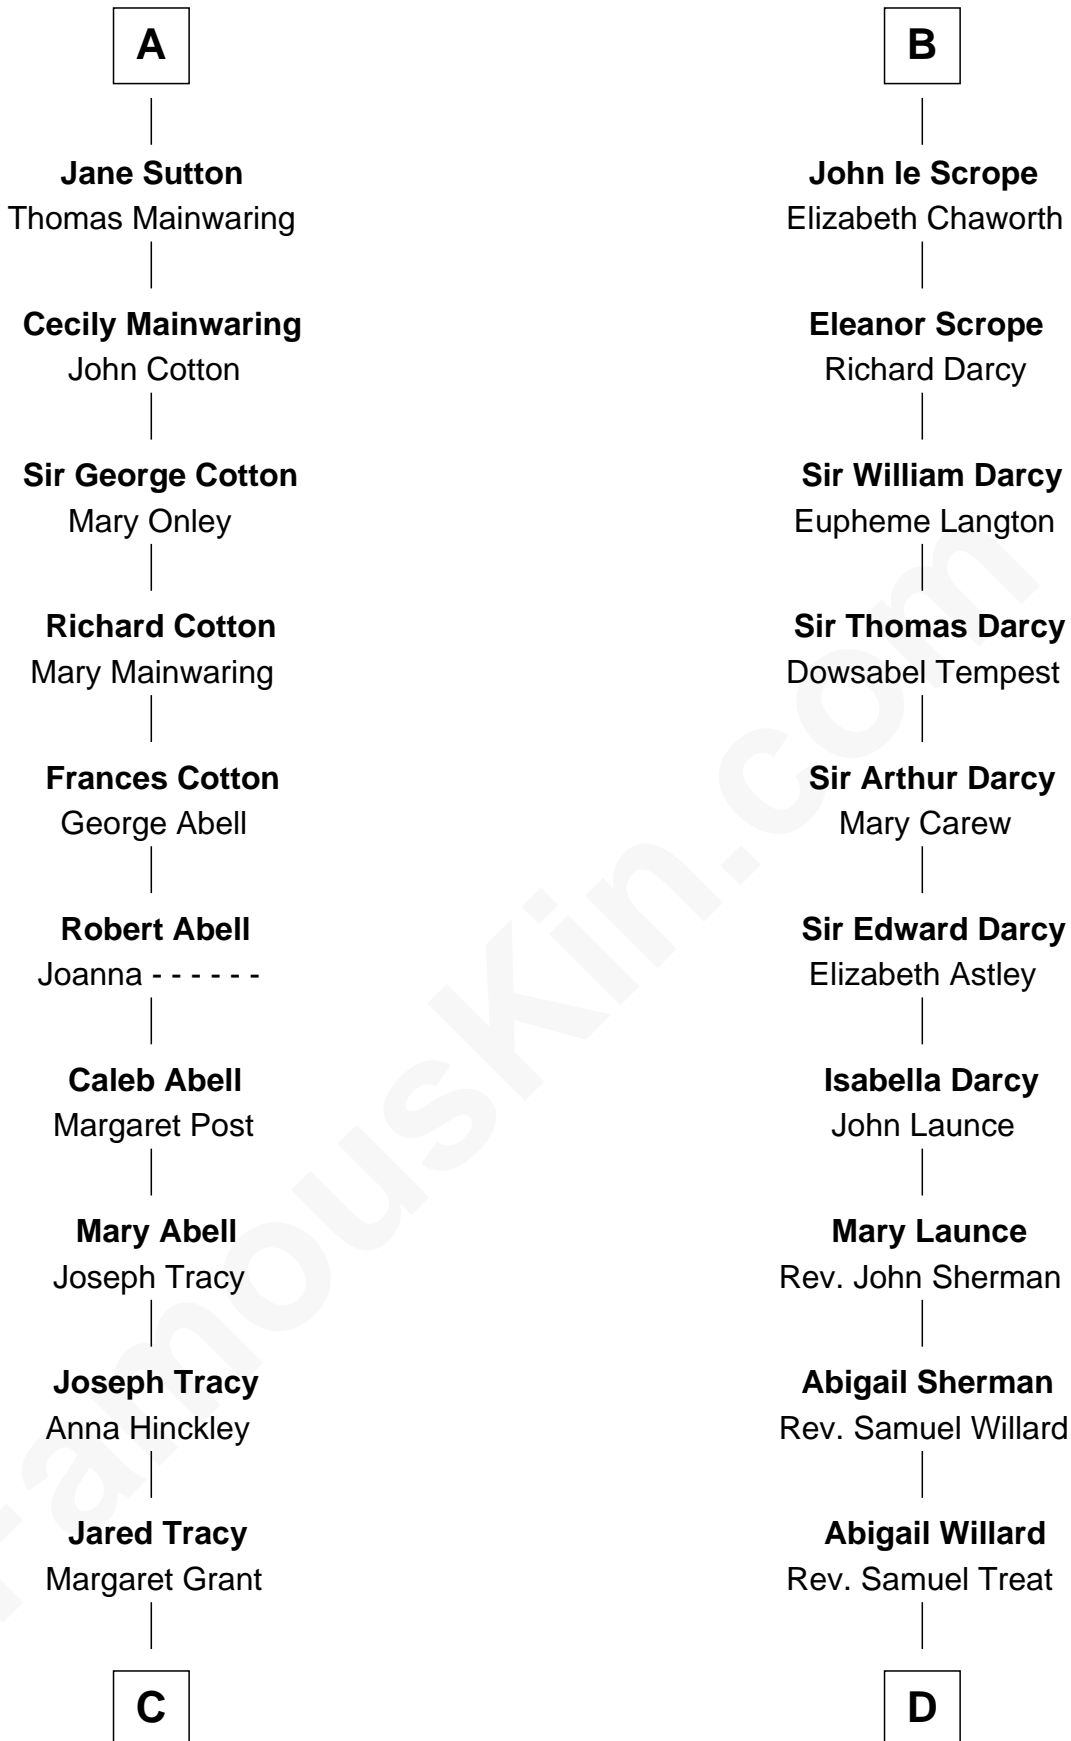 A
Jane Sutton
Thomas Mainwaring
Cecily Mainwaring
John Cotton
Sir George Cotton
Mary Onley
Richard Cotton
Mary Mainwaring
Frances Cotton
George Abell
Robert Abell
Joanna - - - - - -
Caleb Abell
Margaret Post
Mary Abell
Joseph Tracy
Joseph Tracy
Anna Hinckley
Jared Tracy
Margaret Grant
C
B
John le Scrope
Elizabeth Chaworth
Eleanor Scrope
Richard Darcy
Sir William Darcy
Eupheme Langton
Sir Thomas Darcy
Dowsabel Tempest
Sir Arthur Darcy
Mary Carew
Sir Edward Darcy
Elizabeth Astley
Isabella Darcy
John Launce
Mary Launce
Rev. John Sherman
Abigail Sherman
Rev. Samuel Willard
Abigail Willard
Rev. Samuel Treat
D
FamousKin.com